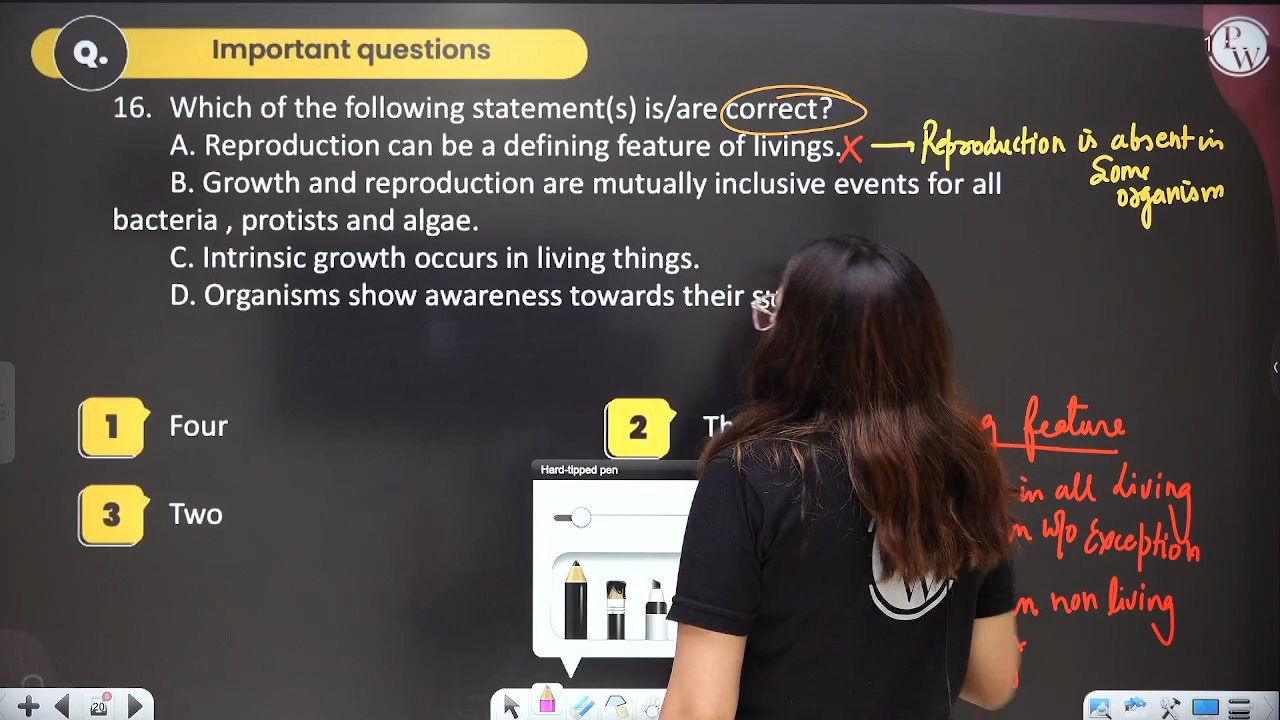 Q.
Important questions
PW
16. Which of the following statement(s) is/are correct?
A. Reproduction can be a defining feature of livings. X → Reproduction is absent in
Some
organism
B. Growth and reproduction are mutually inclusive events for all
bacteria , protists and algae.
C. Intrinsic growth occurs in living things.
D. Organisms show awareness towards their
1 Four
2
3 Two
feature
in all Living
w/o Exception
non living
Hard-tipped pen
20
PW